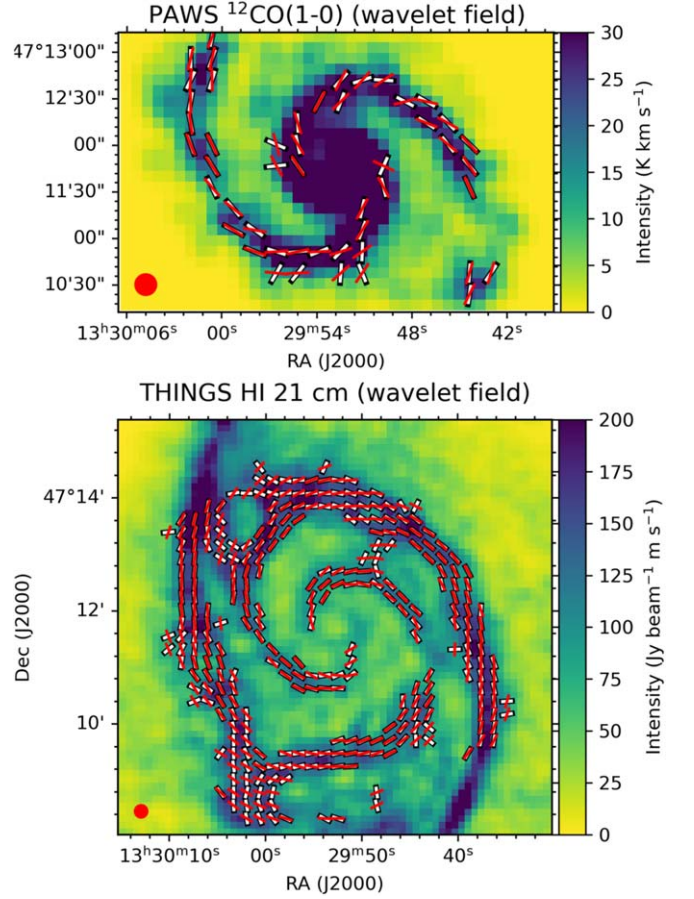 PAWS ¹²CO(1-0) (wavelet field)
47°13'00"
12'30"
00"
11'30"
00"
10'30"
30
25
20
15
10
5
0
Intensity (K km s⁻¹)
13ʰ30ᵐ06ˢ 00ˢ 29ᵐ54ˢ 48ˢ 42ˢ
RA (J2000)
THINGS HI 21 cm (wavelet field)
Dec (J2000)
47°14'
12'
10'
200
175
150
125
100
75
50
25
0
Intensity (Jy beam⁻¹ m s⁻¹)
13ʰ30ᵐ10ˢ 00ˢ 29ᵐ50ˢ 40ˢ
RA (J2000)